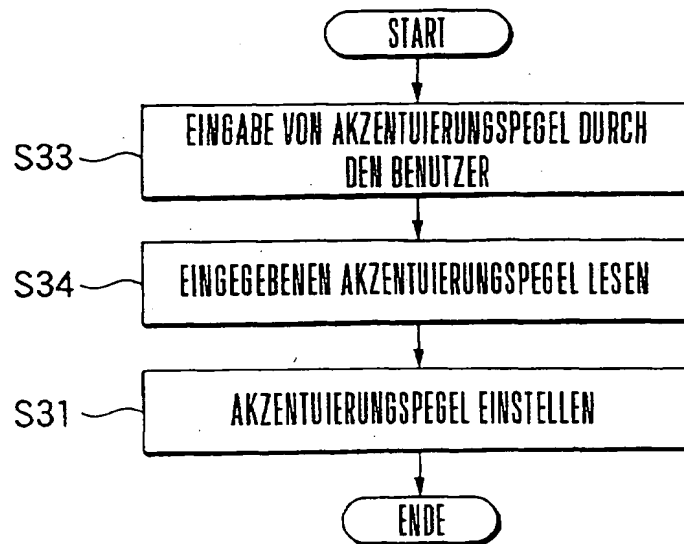 START
S33
EINGABE VON AKZENTUIERUNGSPEGEL DURCH
DEN BENUTZER
S34
EINGEGEBENEN AKZENTUIERUNGSPEGEL LESEN
S31
AKZENTUIERUNGSPEGEL EINSTELLEN
ENDE